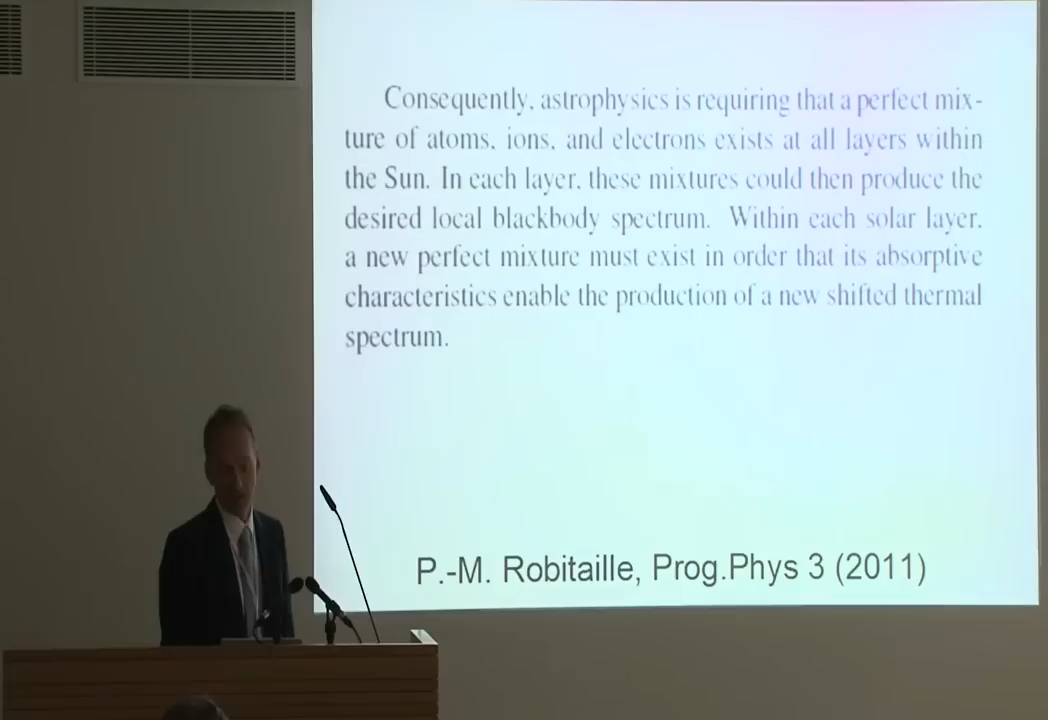 Consequently, astrophysics is requiring that a perfect mix-
ture of atoms, ions, and electrons exists at all layers within
the Sun. In each layer, these mixtures could then produce the
desired local blackbody spectrum. Within each solar layer,
a new perfect mixture must exist in order that its absorptive
characteristics enable the production of a new shifted thermal
spectrum.
P.-M. Robitaille, Prog.Phys 3 (2011)